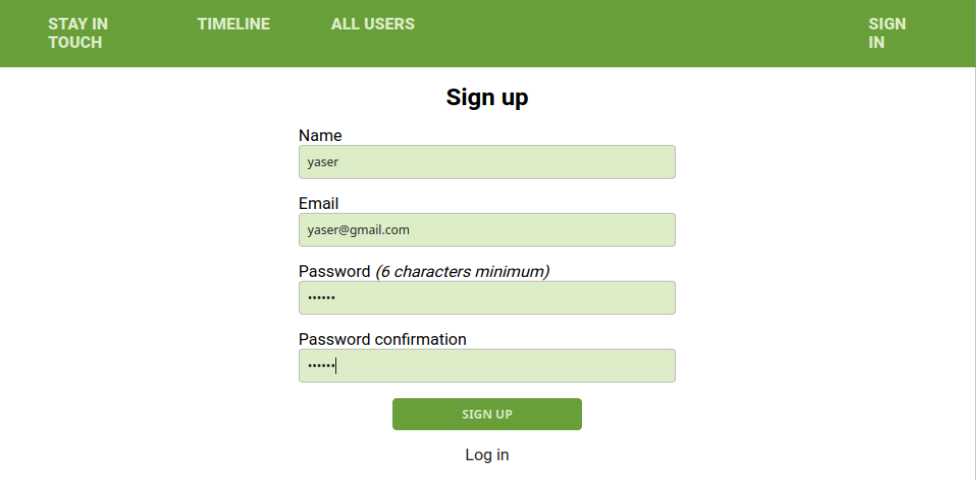 STAY IN TOUCH
TIMELINE
ALL USERS
SIGN IN
Sign up
Name
yaser
Email
yaser@gmail.com
Password (6 characters minimum)
••••••
Password confirmation
••••••
SIGN UP
Log in